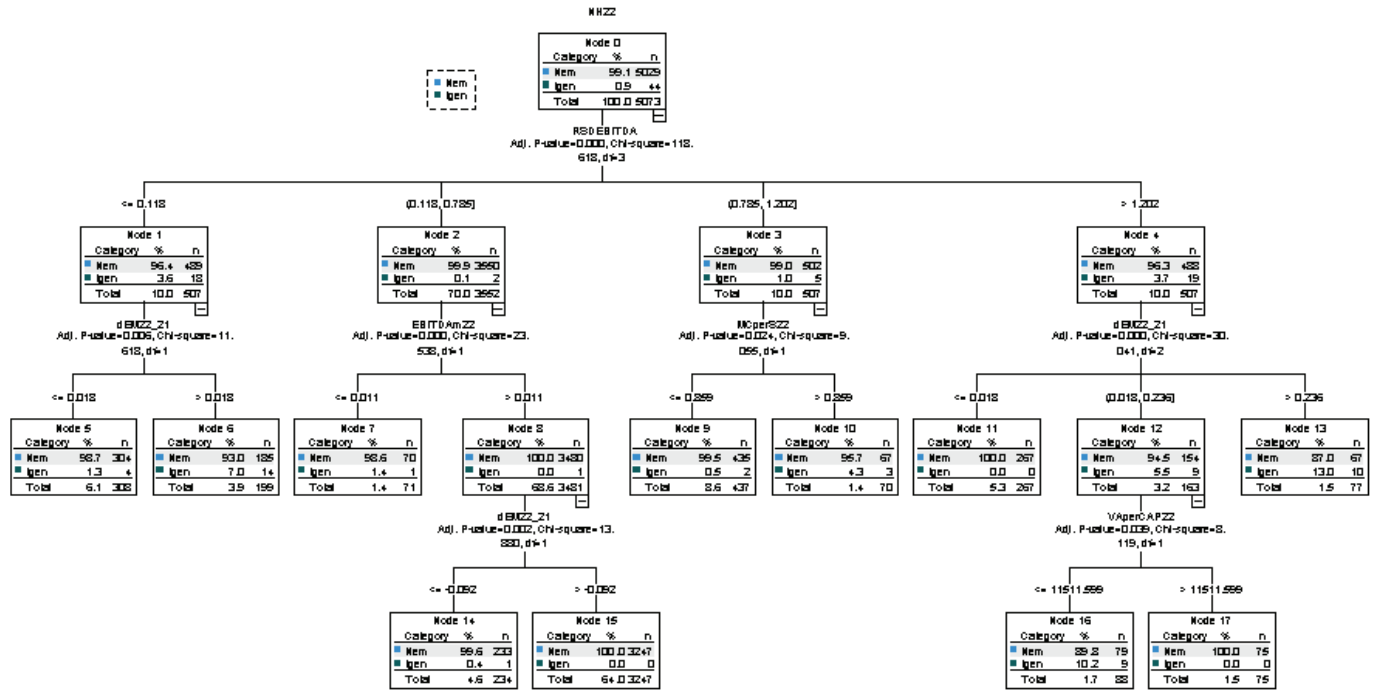 NH22
Node 0
Category % n
Nem 99.1 5029
Igen 0.9 44
Total 100.0 5073
Nem
Igen
RSDEBITDA
Adj. P-value=0.000, Chi-square=118.
618, df=3
<= 0.118
(0.118, 0.785]
(0.785, 1.202]
> 1.202
Node 1
Category % n
Nem 96.4 489
Igen 3.6 18
Total 10.0 507
Node 2
Category % n
Nem 99.9 3950
Igen 0.1 2
Total 70.0 3952
Node 3
Category % n
Nem 99.0 502
Igen 1.0 5
Total 10.0 507
Node 4
Category % n
Nem 96.3 488
Igen 3.7 19
Total 10.0 507
dEM22_21
Adj. P-value=0.006, Chi-square=11.
618, df=1
EBITDAm22
Adj. P-value=0.000, Chi-square=23.
538, df=1
MCperS22
Adj. P-value=0.024, Chi-square=9.
095, df=1
dEM22_21
Adj. P-value=0.000, Chi-square=30.
041, df=2
<= 0.018
> 0.018
<= 0.011
> 0.011
<= 0.859
> 0.859
<= 0.018
(0.018, 0.236]
> 0.236
Node 5
Category % n
Nem 98.7 304
Igen 1.3 4
Total 6.1 308
Node 6
Category % n
Nem 93.0 185
Igen 7.0 14
Total 3.9 199
Node 7
Category % n
Nem 98.6 70
Igen 1.4 1
Total 1.4 71
Node 8
Category % n
Nem 100.0 3480
Igen 0.0 1
Total 68.6 3481
Node 9
Category % n
Nem 99.5 435
Igen 0.5 2
Total 8.6 437
Node 10
Category % n
Nem 95.7 67
Igen 4.3 3
Total 1.4 70
Node 11
Category % n
Nem 100.0 267
Igen 0.0 0
Total 5.3 267
Node 12
Category % n
Nem 94.5 154
Igen 5.5 9
Total 3.2 163
Node 13
Category % n
Nem 87.0 67
Igen 13.0 10
Total 1.5 77
dEM22_21
Adj. P-value=0.002, Chi-square=13.
880, df=1
VAperCAP22
Adj. P-value=0.039, Chi-square=8.
119, df=1
<= -0.092
> -0.092
<= 11511.599
> 11511.599
Node 14
Category % n
Nem 99.6 233
Igen 0.4 1
Total 4.6 234
Node 15
Category % n
Nem 100.0 3247
Igen 0.0 0
Total 64.0 3247
Node 16
Category % n
Nem 89.8 79
Igen 10.2 9
Total 1.7 88
Node 17
Category % n
Nem 100.0 75
Igen 0.0 0
Total 1.5 75